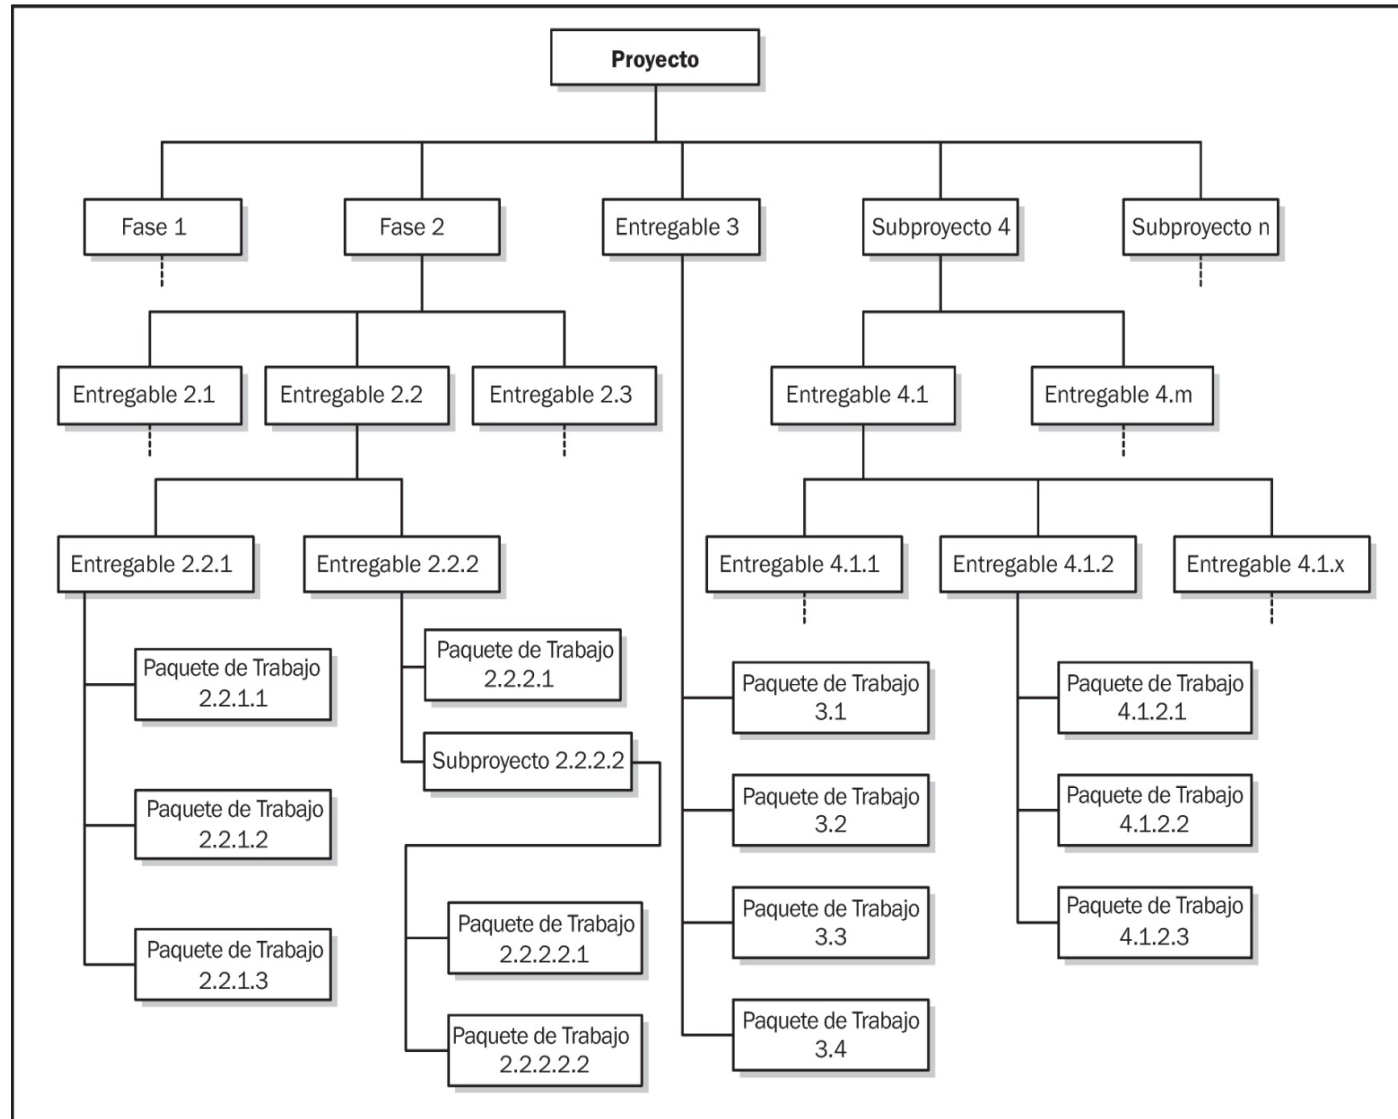 Proyecto
Fase 1
Fase 2
Entregable 3
Subproyecto 4
Subproyecto n
Entregable 2.1
Entregable 2.2
Entregable 2.3
Entregable 4.1
Entregable 4.m
Entregable 2.2.1
Entregable 2.2.2
Entregable 4.1.1
Entregable 4.1.2
Entregable 4.1.x
Paquete de Trabajo
2.2.1.1
Paquete de Trabajo
2.2.1.2
Paquete de Trabajo
2.2.1.3
Paquete de Trabajo
2.2.2.1
Subproyecto 2.2.2.2
Paquete de Trabajo
2.2.2.2.1
Paquete de Trabajo
2.2.2.2.2
Paquete de Trabajo
3.1
Paquete de Trabajo
3.2
Paquete de Trabajo
3.3
Paquete de Trabajo
3.4
Paquete de Trabajo
4.1.2.1
Paquete de Trabajo
4.1.2.2
Paquete de Trabajo
4.1.2.3